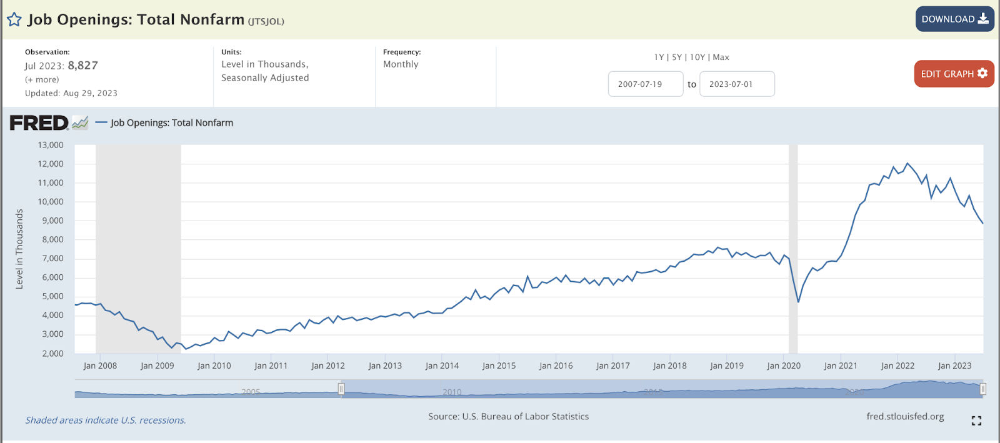 Job Openings: Total Nonfarm (JTSJOL)
DOWNLOAD
Observation:
Jul 2023: 8,827
(+ more)
Updated: Aug 29, 2023
Units:
Level in Thousands,
Seasonally Adjusted
Frequency:
Monthly
1Y | 5Y | 10Y | Max
2007-07-19 to 2023-07-01
EDIT GRAPH
FRED
Job Openings: Total Nonfarm
Level in Thousands
13,000
12,000
11,000
10,000
9,000
8,000
7,000
6,000
5,000
4,000
3,000
2,000
Jan 2008 Jan 2009 Jan 2010 Jan 2011 Jan 2012 Jan 2013 Jan 2014 Jan 2015 Jan 2016 Jan 2017 Jan 2018 Jan 2019 Jan 2020 Jan 2021 Jan 2022 Jan 2023
2005 2010 2015 2020
Shaded areas indicate U.S. recessions.
Source: U.S. Bureau of Labor Statistics
fred.stlouisfed.org